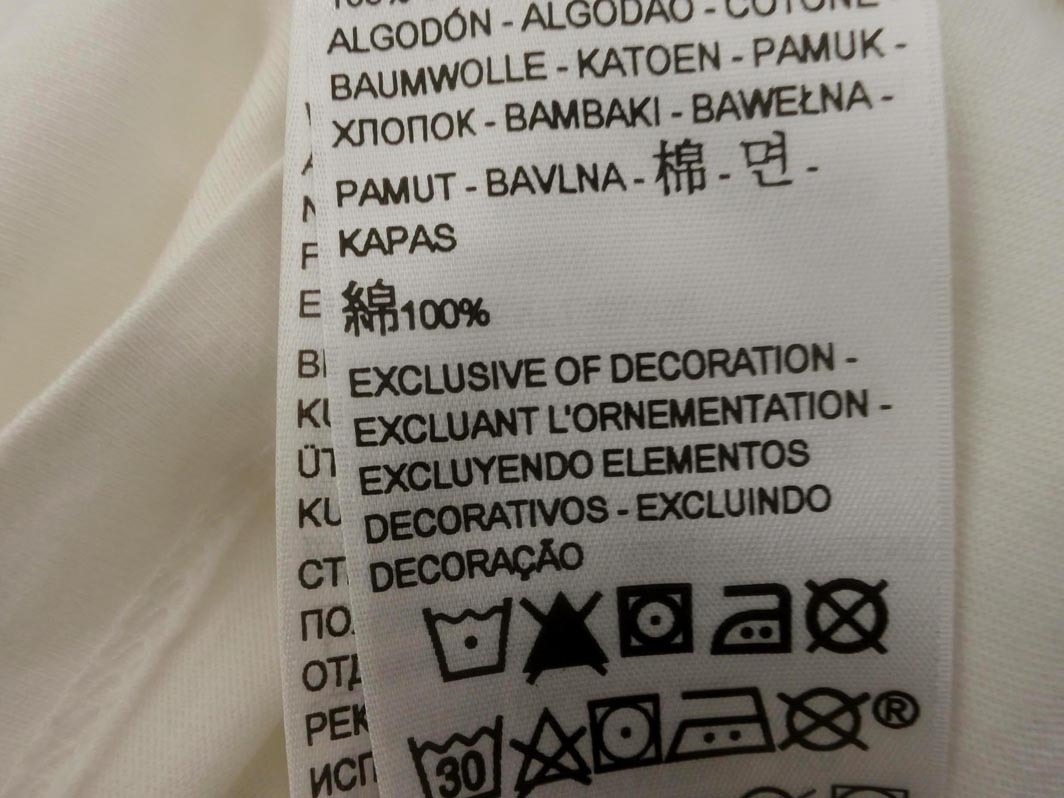 100%
ALGODÓN - ALGODÃO - COTONE -
BAUMWOLLE - KATOEN - PAMUK -
ХЛОПОК - BAMBAKI - BAWEŁNA -
PAMUT - BAVLNA - 棉 - 면 -
KAPAS
綿100%
EXCLUSIVE OF DECORATION -
EXCLUANT L'ORNEMENTATION -
EXCLUYENDO ELEMENTOS
DECORATIVOS - EXCLUINDO
DECORAÇÃO
30 ®